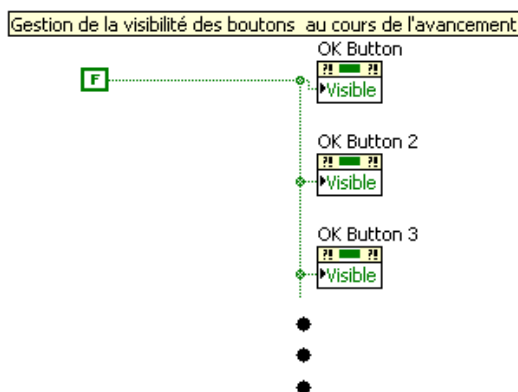 Gestion de la visibilité des boutons au cours de l'avancement
OK Button
F
?! ?!
Visible
OK Button 2
?! ?!
Visible
OK Button 3
?! ?!
Visible